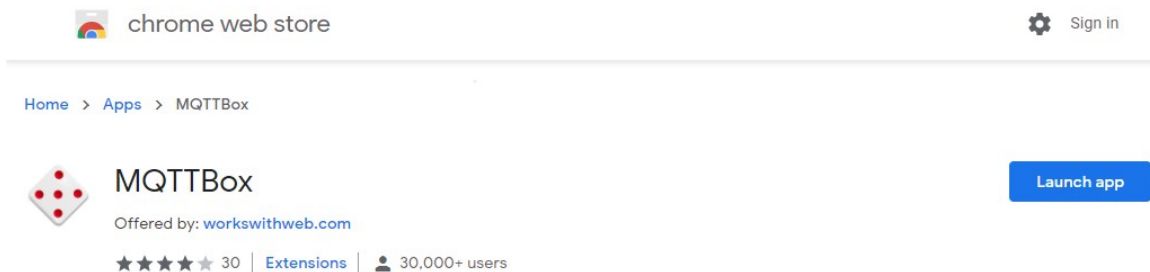 chrome web store
Sign in
Home > Apps > MQTTBox
MQTTBox
Launch app
Offered by: workswithweb.com
30 | Extensions | 30,000+ users